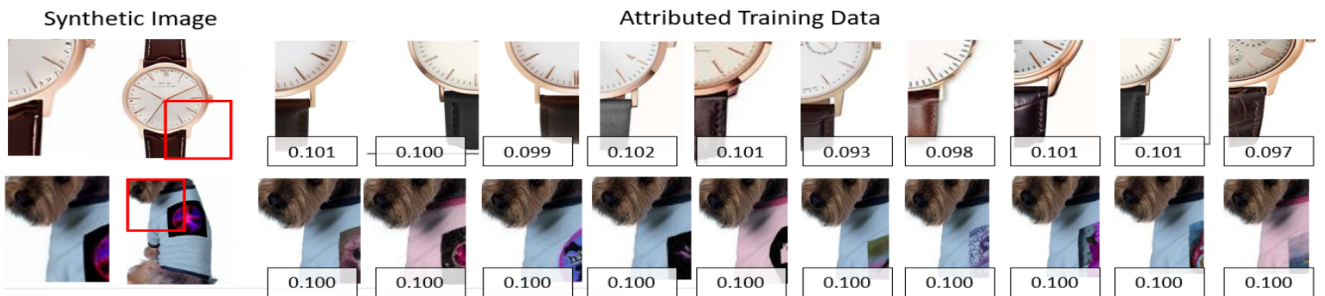 Synthetic Image
Attributed Training Data
0.101 0.100 0.099 0.102 0.101 0.093 0.098 0.101 0.101 0.097
0.100 0.100 0.100 0.100 0.100 0.100 0.100 0.100 0.100 0.100